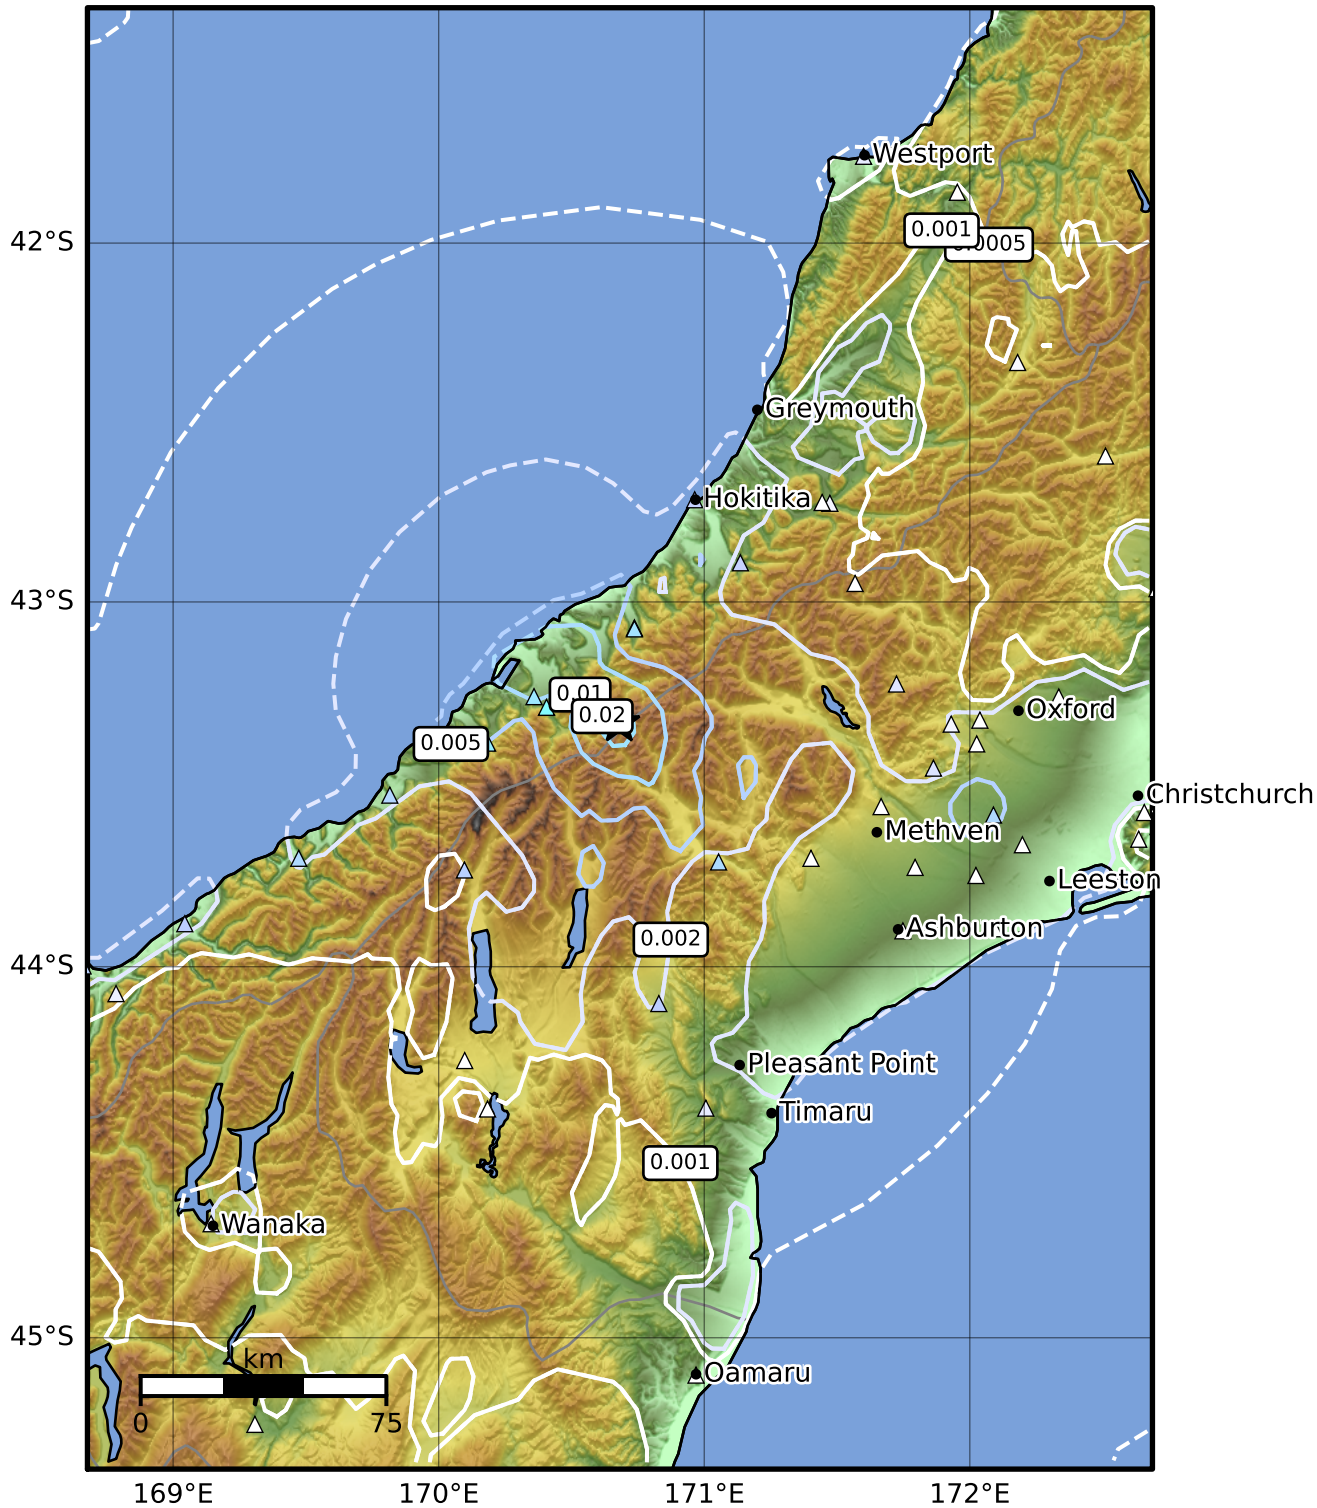 Westport
42°S
0.001
0.0005
Greymouth
Hokitika
43°S
0.01
0.02
Oxford
0.005
Christchurch
Methven
Leeston
Ashburton
0.002
44°S
Pleasant Point
Timaru
0.001
Wanaka
45°S
km
Oamaru
0
75
169°E
170°E
171°E
172°E